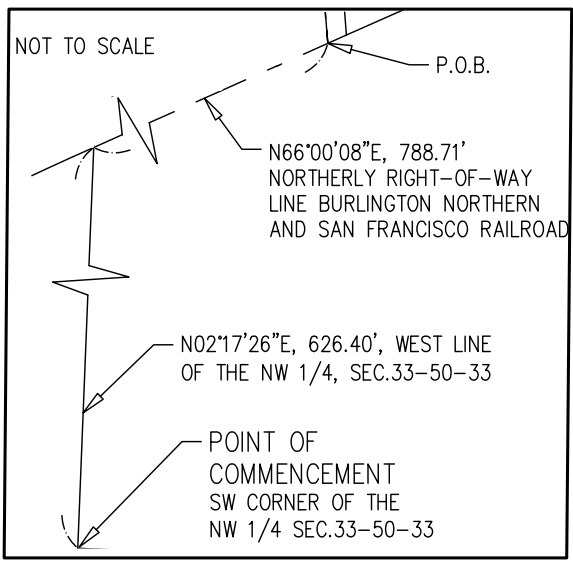 NOT TO SCALE
P.O.B.
N66°00'08"E, 788.71'
NORTHERLY RIGHT-OF-WAY
LINE BURLINGTON NORTHERN
AND SAN FRANCISCO RAILROAD
N02°17'26"E, 626.40', WEST LINE
OF THE NW 1/4, SEC.33-50-33
POINT OF
COMMENCEMENT
SW CORNER OF THE
NW 1/4 SEC.33-50-33